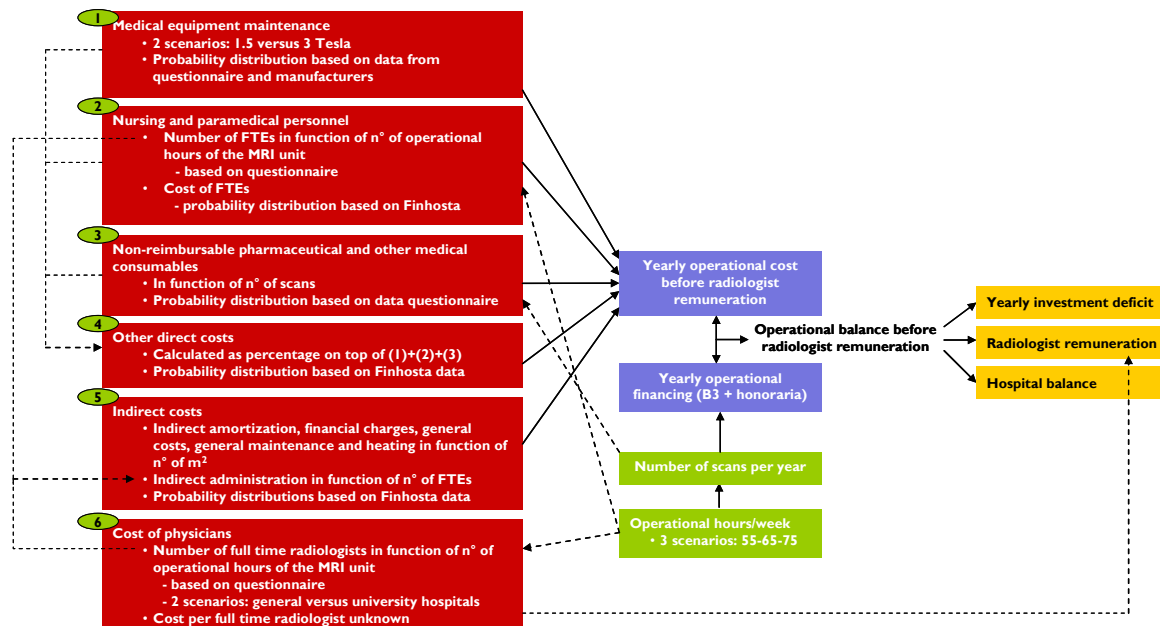 1
Medical equipment maintenance
• 2 scenarios: 1.5 versus 3 Tesla
• Probability distribution based on data from
questionnaire and manufacturers
2
Nursing and paramedical personnel
• Number of FTEs in function of n° of operational
hours of the MRI unit
- based on questionnaire
• Cost of FTEs
- probability distribution based on Finhosta
3
Non-reimbursable pharmaceutical and other medical
consumables
• In function of n° of scans
• Probability distribution based on data questionnaire
4
Other direct costs
• Calculated as percentage on top of (1)+(2)+(3)
• Probability distribution based on Finhosta data
5
Indirect costs
• Indirect amortization, financial charges, general
costs, general maintenance and heating in function of
n° of m²
• Indirect administration in function of n° of FTEs
• Probability distributions based on Finhosta data
6
Cost of physicians
• Number of full time radiologists in function of n° of
operational hours of the MRI unit
- based on questionnaire
- 2 scenarios: general versus university hospitals
• Cost per full time radiologist unknown
Yearly operational cost
before radiologist
remuneration
Operational balance before
radiologist remuneration
Yearly operational
financing (B3 + honoraria)
Number of scans per year
Operational hours/week
• 3 scenarios: 55-65-75
Yearly investment deficit
Radiologist remuneration
Hospital balance